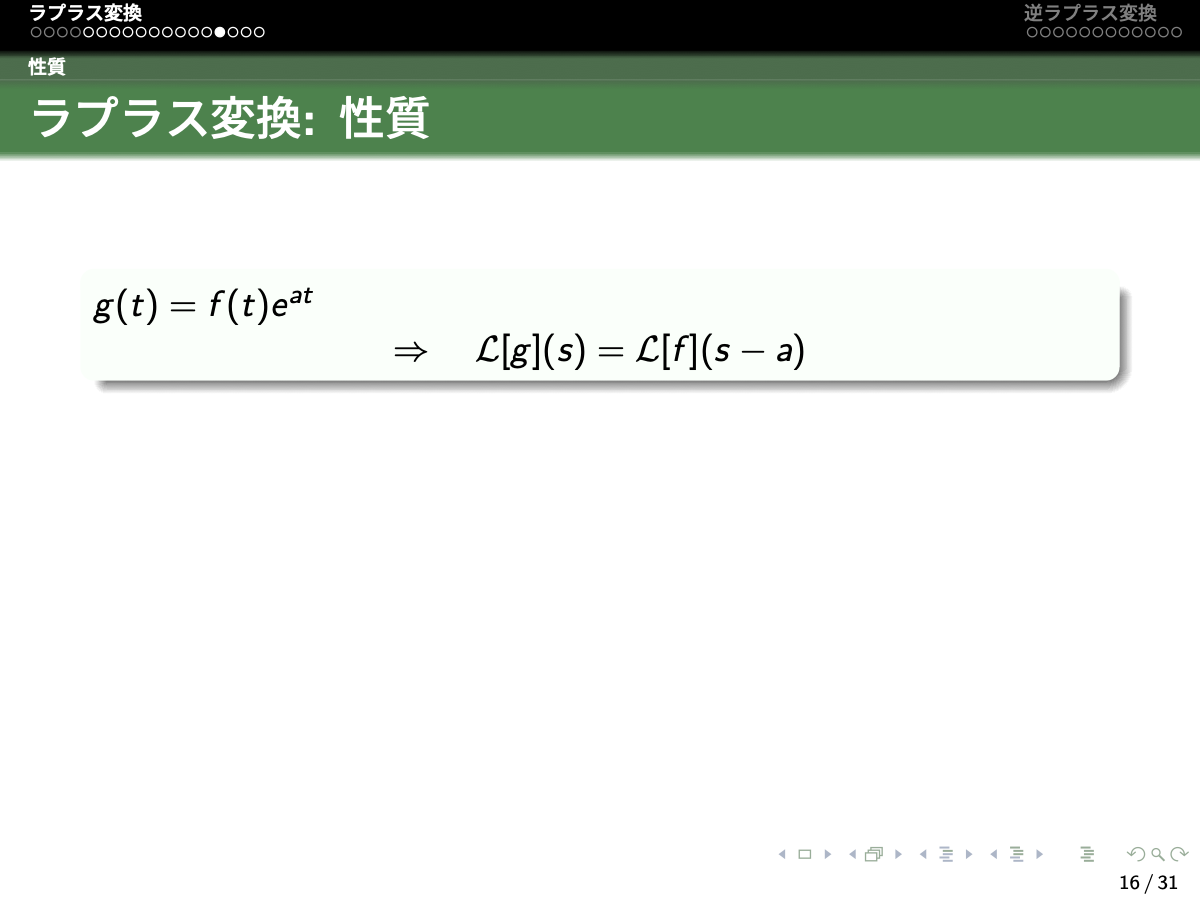 ラプラス変換
逆ラプラス変換
性質
ラプラス変換: 性質
g(t) = f(t)e^{at}
⇒ ℒ[g](s) = ℒ[f](s − a)
16 / 31